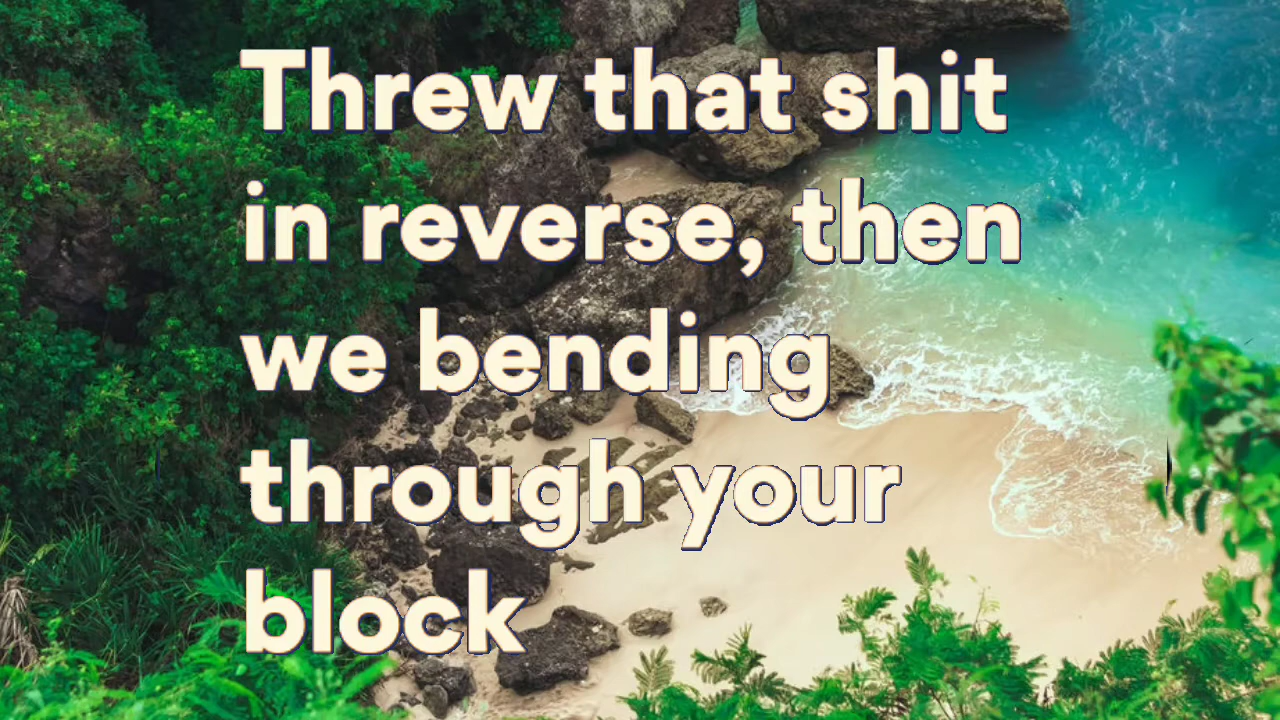 Threw that shit
in reverse, then
we bending
through your
block